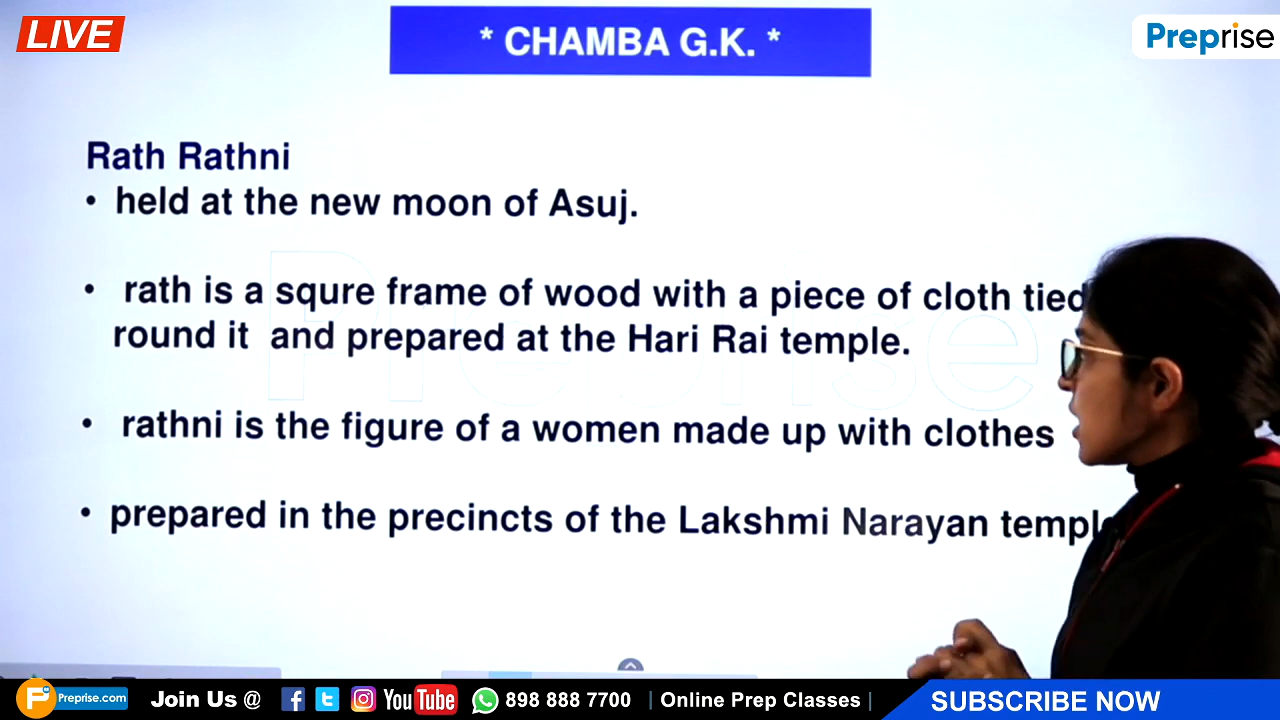 LIVE
* CHAMBA G.K. *
Preprise
Rath Rathni
• held at the new moon of Asuj.
• rath is a squre frame of wood with a piece of cloth tied
round it and prepared at the Hari Rai temple.
• rathni is the figure of a women made up with clothes
• prepared in the precincts of the Lakshmi Narayan
Preprise
Preprise.com Join Us @ YouTube 898 888 7700 | Online Prep Classes | SUBSCRIBE NOW